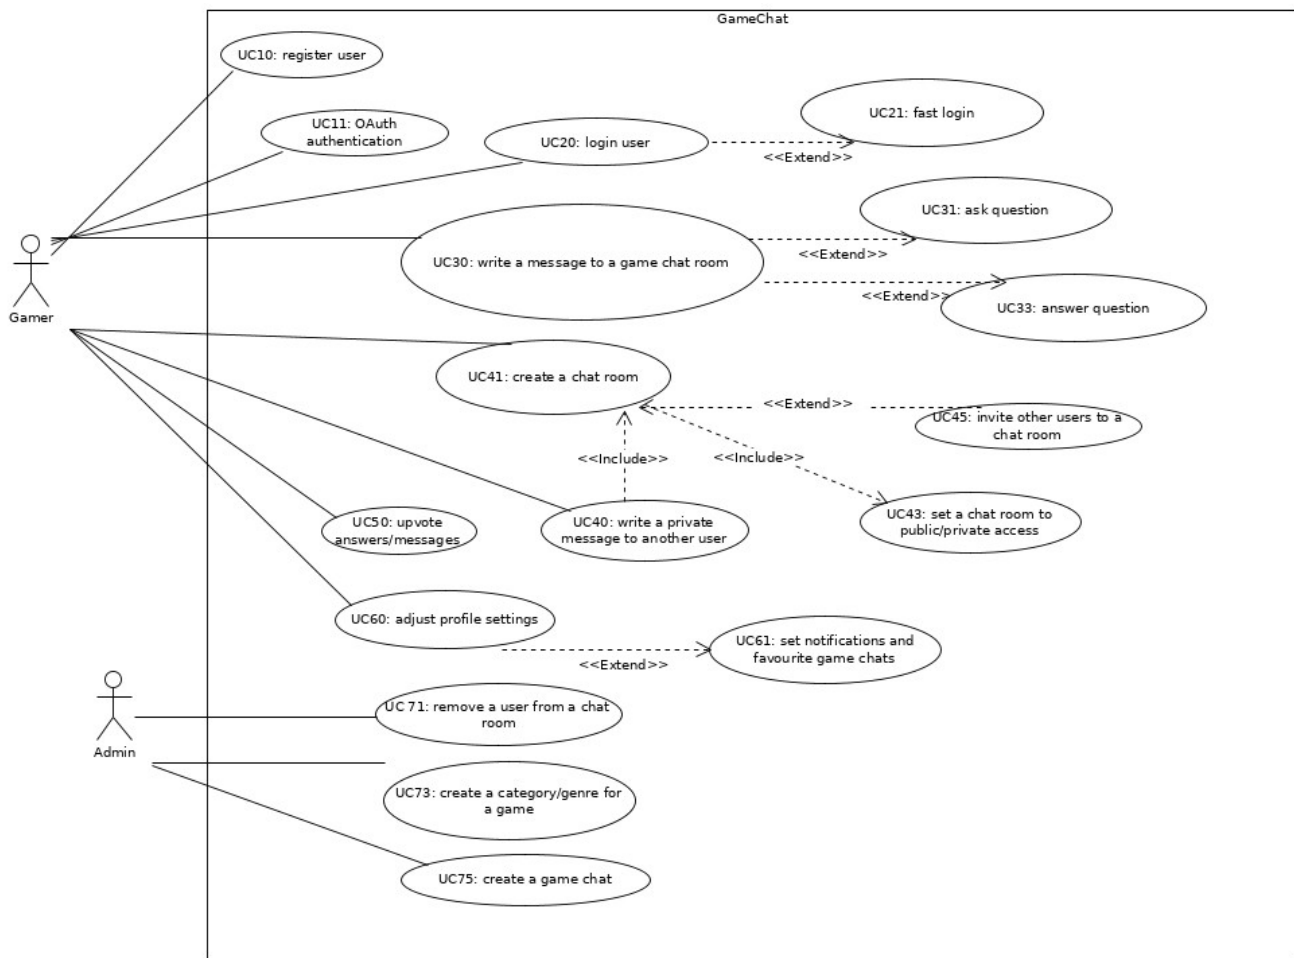 GameChat
UC10: register user
UC11: OAuth
authentication
UC20: login user
UC21: fast login
<<Extend>>
UC31: ask question
UC30: write a message to a game chat room
<<Extend>>
<<Extend>>
UC33: answer question
Gamer
UC41: create a chat room
<<Extend>>
UC45: invite other users to a
chat room
<<Include>>
<<Include>>
UC50: upvote
answers/messages
UC40: write a private
message to another user
UC43: set a chat room to
public/private access
UC60: adjust profile settings
UC61: set notifications and
favourite game chats
<<Extend>>
UC 71: remove a user from a chat
room
Admin
UC73: create a category/genre for
a game
UC75: create a game chat